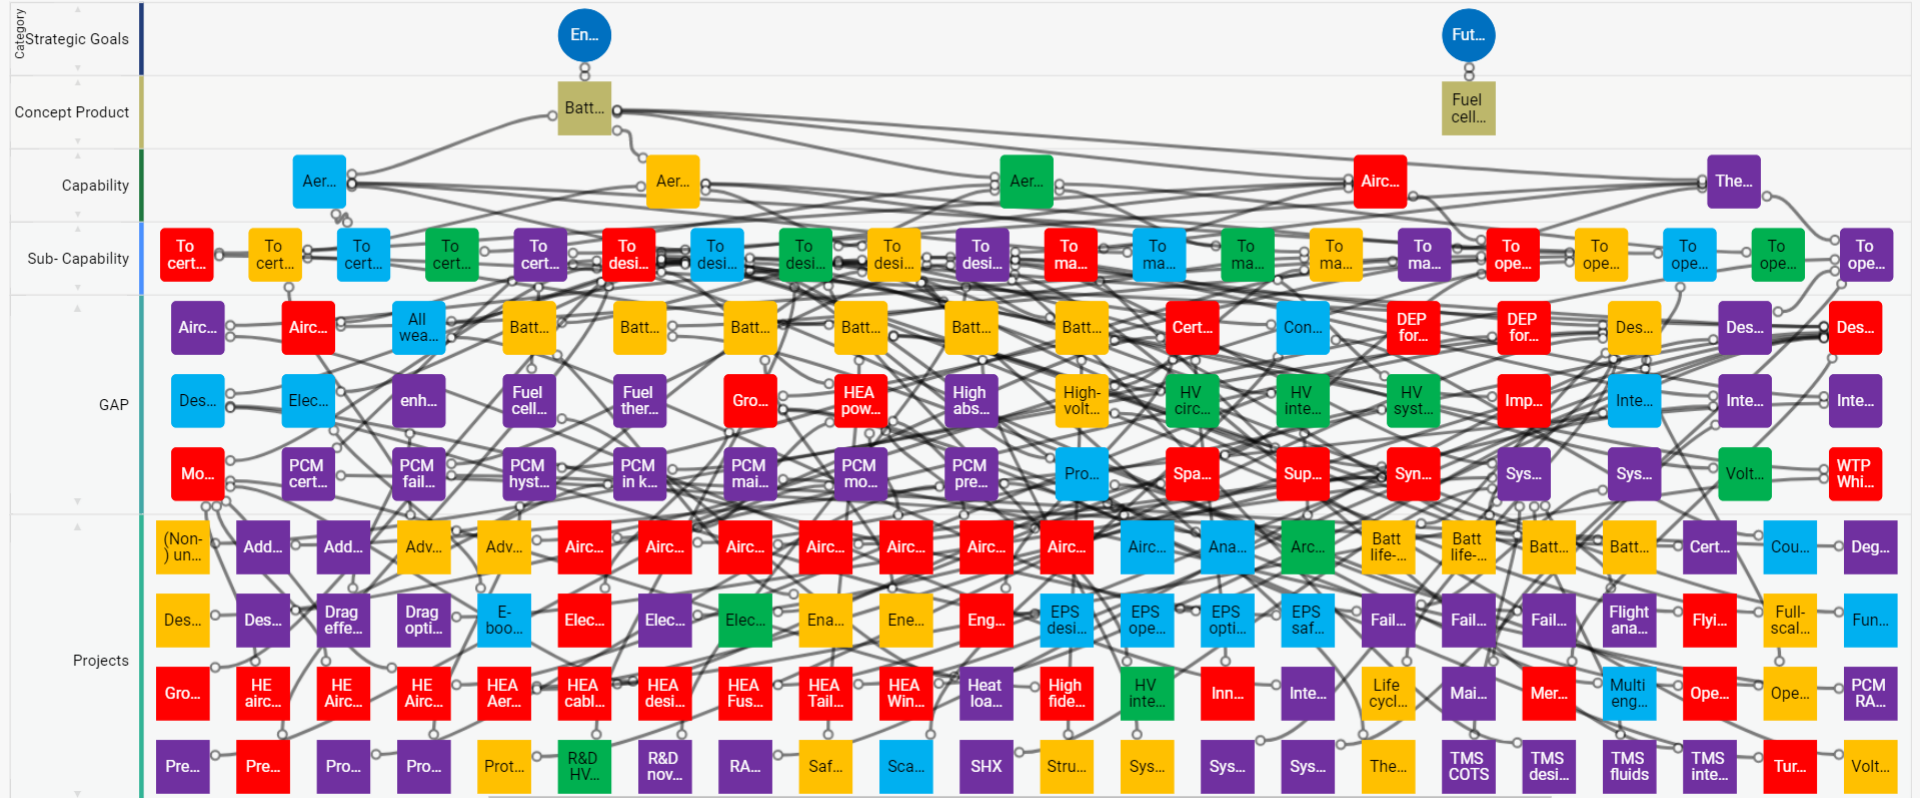 Category
Strategic Goals
En...
Fut...
Concept Product
Batt...
Fuel
cell...
Capability
Aer...
Aer...
Aer...
Airc...
The...
Sub- Capability
To
cert...
To
cert...
To
cert...
To
cert...
To
cert...
To
desi...
To
desi...
To
desi...
To
desi...
To
desi...
To
ma...
To
ma...
To
ma...
To
ma...
To
ma...
To
ope...
To
ope...
To
ope...
To
ope...
To
ope...
GAP
Airc...
Airc...
All
wea...
Batt...
Batt...
Batt...
Batt...
Batt...
Batt...
Cert...
Con...
DEP
for...
DEP
for...
Des...
Des...
Des...
Des...
Elec...
enh...
Fuel
cell...
Fuel
ther...
Gro...
HEA
pow...
High
abs...
High-
volt...
HV
circ...
HV
inte...
HV
syst...
Imp...
Inte...
Inte...
Inte...
Mo...
PCM
cert...
PCM
fail...
PCM
hyst...
PCM
in k...
PCM
mai...
PCM
mo...
PCM
pre...
Pro...
Spa...
Sup...
Syn...
Sys...
Sys...
Volt...
WTP
Whi...
Projects
(Non-
) un...
Add...
Add...
Adv...
Adv...
Airc...
Airc...
Airc...
Airc...
Airc...
Airc...
Airc...
Airc...
Ana...
Arc...
Batt
life-...
Batt
life-...
Batt...
Batt...
Cert...
Cou...
Deg...
Des...
Des...
Drag
effe...
Drag
opti...
E-
boo...
Elec...
Elec...
Elec...
Ena...
Ene...
Eng...
EPS
desi...
EPS
ope...
EPS
opti...
EPS
saf...
Fail...
Fail...
Fail...
Flight
ana...
Flyi...
Full-
scal...
Fun...
Gro...
HE
airc...
HE
Airc...
HE
Airc...
HEA
Aer...
HEA
cabl...
HEA
desi...
HEA
Fus...
HEA
Tail...
HEA
Win...
Heat
loa...
High
fide...
HV
inte...
Inn...
Inte...
Life
cycl...
Mai...
Mer...
Multi
eng...
Ope...
Ope...
PCM
RA...
Pre...
Pre...
Pro...
Pro...
Prot...
R&D
HV...
R&D
nov...
RA...
Saf...
Sca...
SHX
Stru...
Sys...
Sys...
Sys...
The...
TMS
COTS
TMS
desi...
TMS
fluids
TMS
inte...
Tur...
Volt...